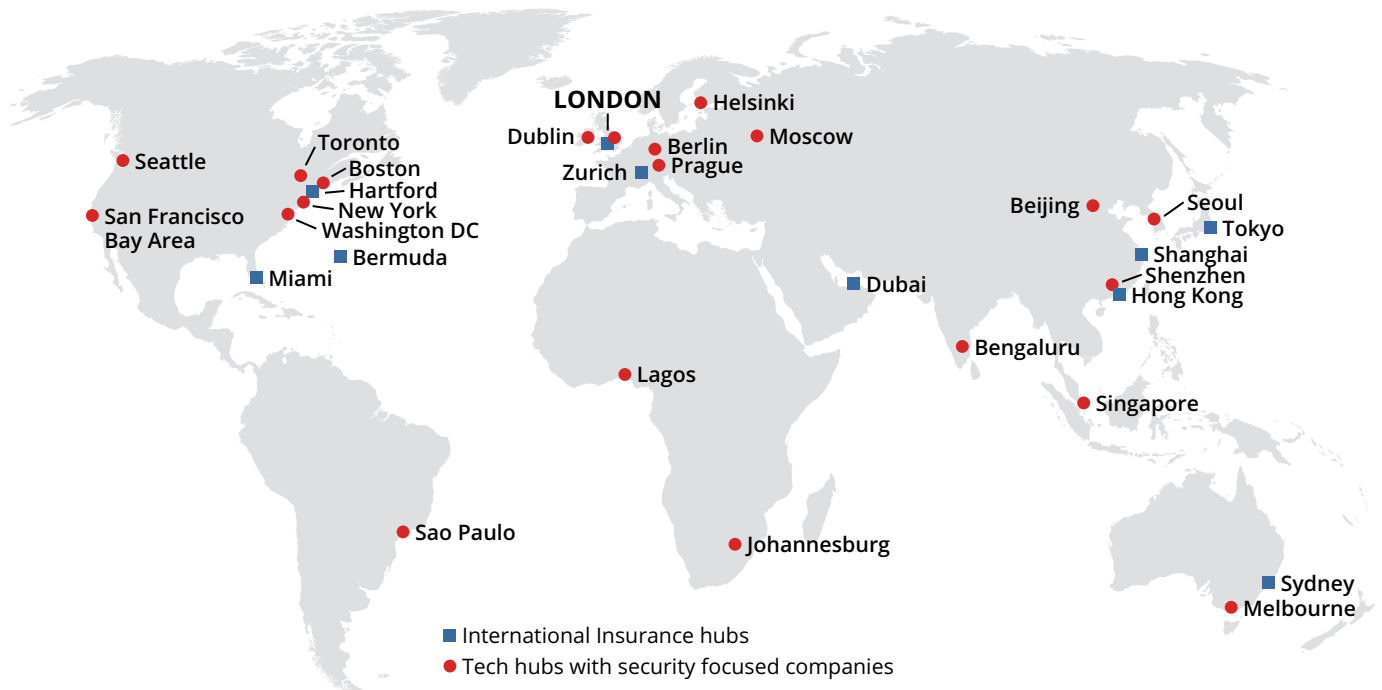 LONDON
Helsinki
Dublin
Moscow
Toronto
Berlin
Seattle
Boston
Prague
Zurich
Hartford
New York
San Francisco
Bay Area
Washington DC
Beijing
Seoul
Tokyo
Bermuda
Shanghai
Miami
Shenzhen
Dubai
Hong Kong
Bengaluru
Lagos
Singapore
Sao Paulo
Johannesburg
Sydney
Melbourne
International Insurance hubs
Tech hubs with security focused companies